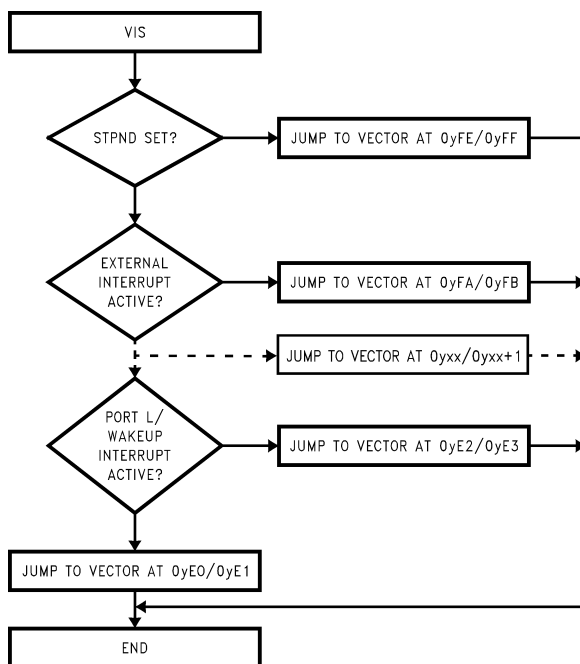 VIS
STPND SET?
JUMP TO VECTOR AT 0yFE/0yFF
EXTERNAL
INTERRUPT
ACTIVE?
JUMP TO VECTOR AT 0yFA/0yFB
JUMP TO VECTOR AT 0yxx/0yxx+1
PORT L/
WAKEUP
INTERRUPT
ACTIVE?
JUMP TO VECTOR AT 0yE2/0yE3
JUMP TO VECTOR AT 0yE0/0yE1
END